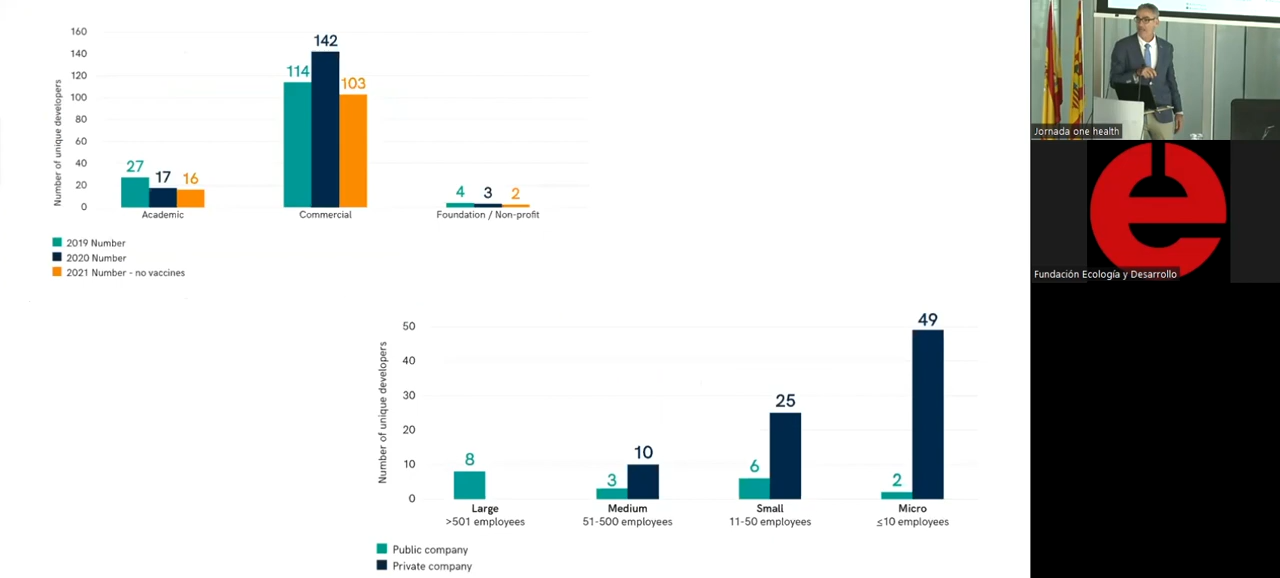 160
140
120
100
80
60
40
20
0
Number of unique developers
27
17
16
114
142
103
4
3
2
Academic
Commercial
Foundation / Non-profit
2019 Number
2020 Number
2021 Number - no vaccines
50
40
30
20
10
0
Number of unique developers
8
3
10
6
25
2
49
Large
>501 employees
Medium
51-500 employees
Small
11-50 employees
Micro
≤10 employees
Public company
Private company
Jornada one health
e
Fundación Ecología y Desarrollo